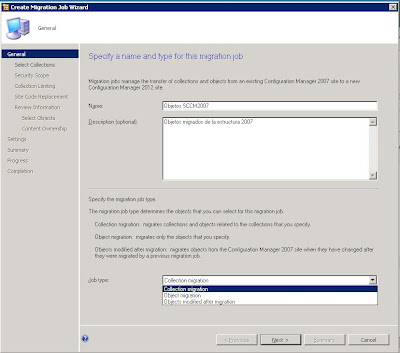 Create Migration Job Wizard
General
General
Select Collections
Security Scope
Collection Limiting
Site Code Replacement
Review Information
Select Objects
Content Ownership
Settings
Summary
Progress
Completion
Specify a name and type for this migration job
Migration jobs manage the transfer of collections and objects from an existing Configuration Manager 2007 site to a new
Configuration Manager 2012 site.
Name:
Objetos SCCM2007
Description (optional):
Objetos migrados de la estructura 2007
Specify the migration job type.
The migration job type determines the objects that you can select for this migration job.
Collection migration: migrates collections and objects related to the collections that you specify.
Object migration: migrates only the objects that you specify.
Objects modified after migration: migrates objects from the Configuration Manager 2007 site when they have changed after
they were migrated by a previous migration job.
Job type:
Collection migration
Collection migration
Object migration
Objects modified after migration
< Previous
Next >
Summary
Cancel